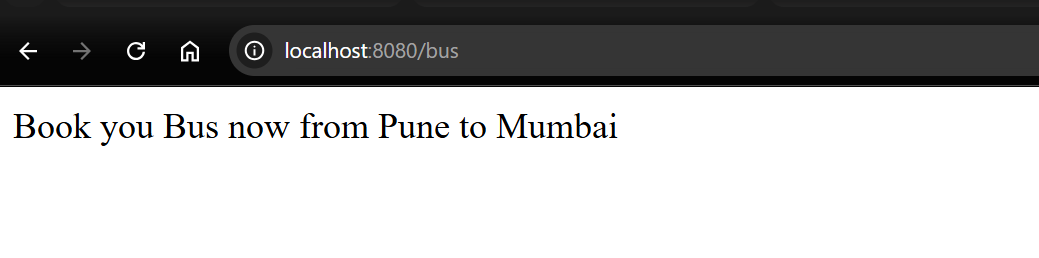 localhost:8080/bus
Book you Bus now from Pune to Mumbai